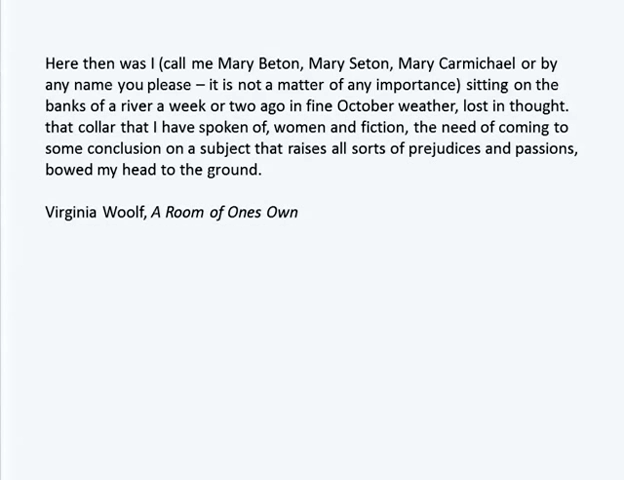 Here then was I (call me Mary Beton, Mary Seton, Mary Carmichael or by
any name you please – it is not a matter of any importance) sitting on the
banks of a river a week or two ago in fine October weather, lost in thought.
that collar that I have spoken of, women and fiction, the need of coming to
some conclusion on a subject that raises all sorts of prejudices and passions,
bowed my head to the ground.
Virginia Woolf, A Room of Ones Own